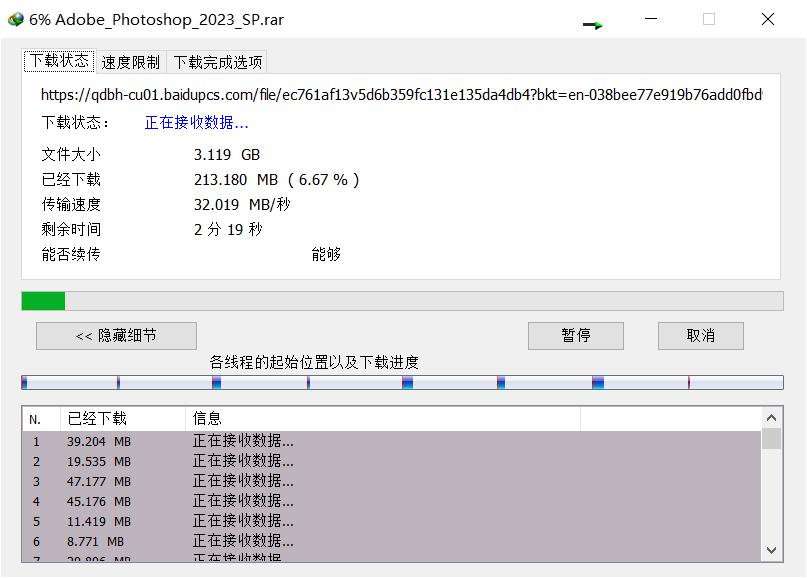 6% Adobe_Photoshop_2023_SP.rar
下载状态 速度限制 下载完成选项
https://qdbh-cu01.baidupcs.com/file/ec761af13v5d6b359fc131e135da4db4?bkt=en-038bee77e919b76add0fbd
下载状态： 正在接收数据...
文件大小 3.119 GB
已经下载 213.180 MB ( 6.67 % )
传输速度 32.019 MB/秒
剩余时间 2 分 19 秒
能否续传 能够
<< 隐藏细节 暂停 取消
各线程的起始位置以及下载进度
N. 已经下载 信息
1 39.204 MB 正在接收数据...
2 19.535 MB 正在接收数据...
3 47.177 MB 正在接收数据...
4 45.176 MB 正在接收数据...
5 11.419 MB 正在接收数据...
6 8.771 MB 正在接收数据...